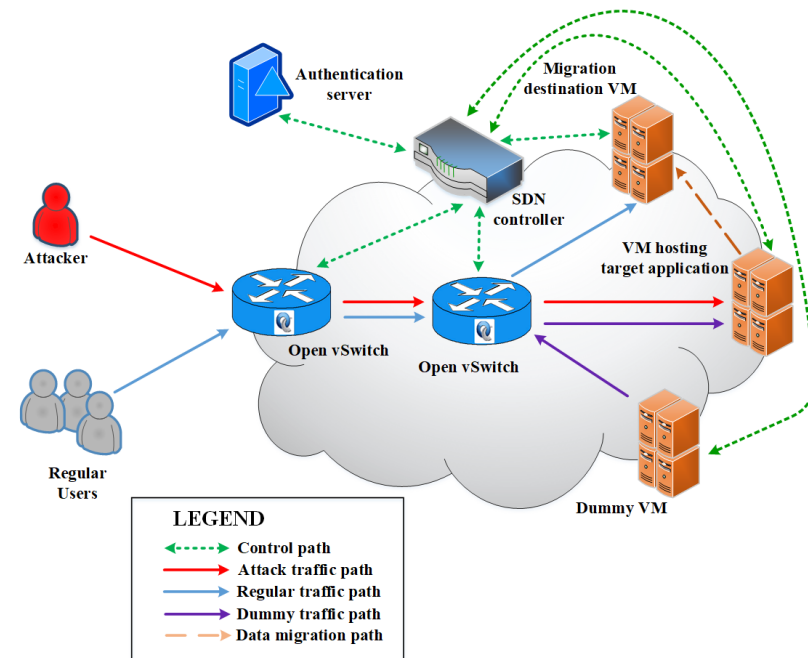 Authentication
server
Migration
destination VM
SDN
controller
Attacker
VM hosting
target application
Open vSwitch
Open vSwitch
Regular
Users
Dummy VM
LEGEND
Control path
Attack traffic path
Regular traffic path
Dummy traffic path
Data migration path